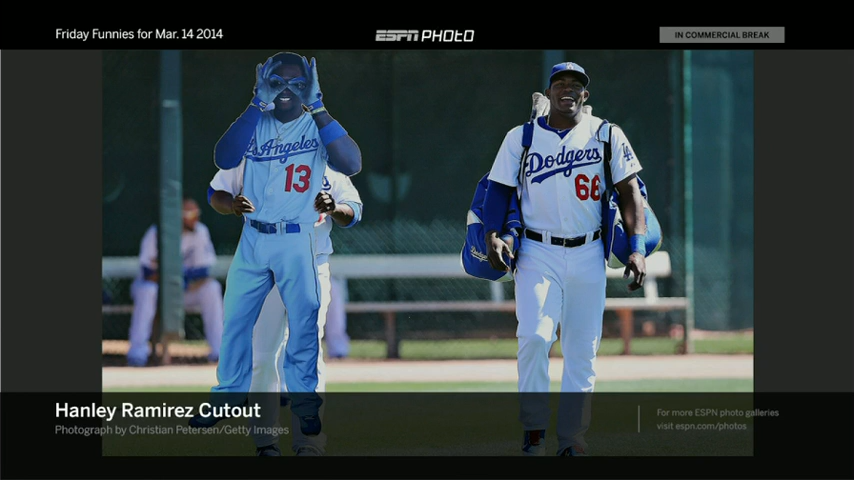 Friday Funnies for Mar. 14 2014
ESPN PHOTO
IN COMMERCIAL BREAK
Los Angeles
13
Dodgers
LA
66
Hanley Ramirez Cutout
Photograph by Christian Petersen/Getty Images
For more ESPN photo galleries
visit espn.com/photos